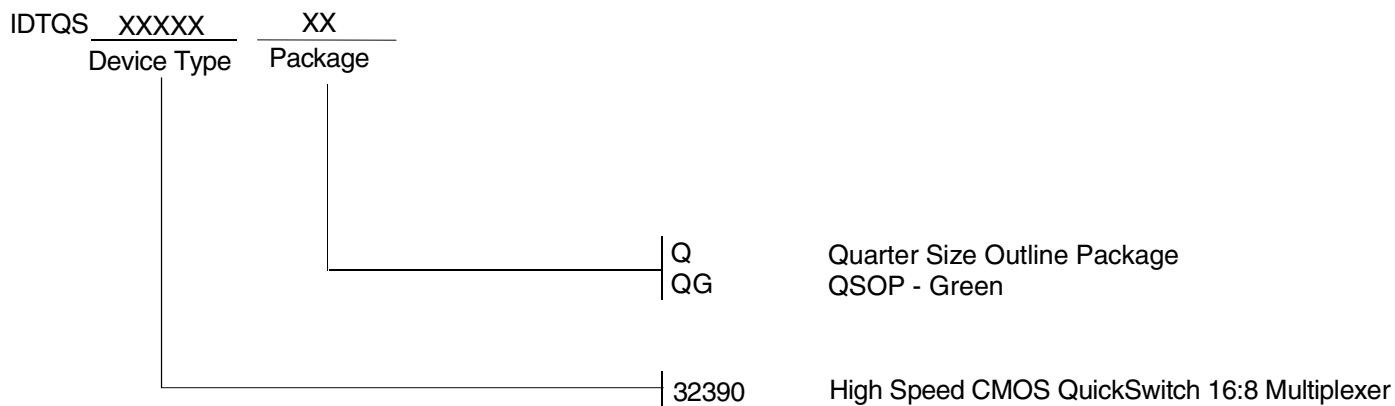 IDTQS XXXXX XX
Device Type Package
Q Quarter Size Outline Package
QG QSOP - Green
32390 High Speed CMOS QuickSwitch 16:8 Multiplexer